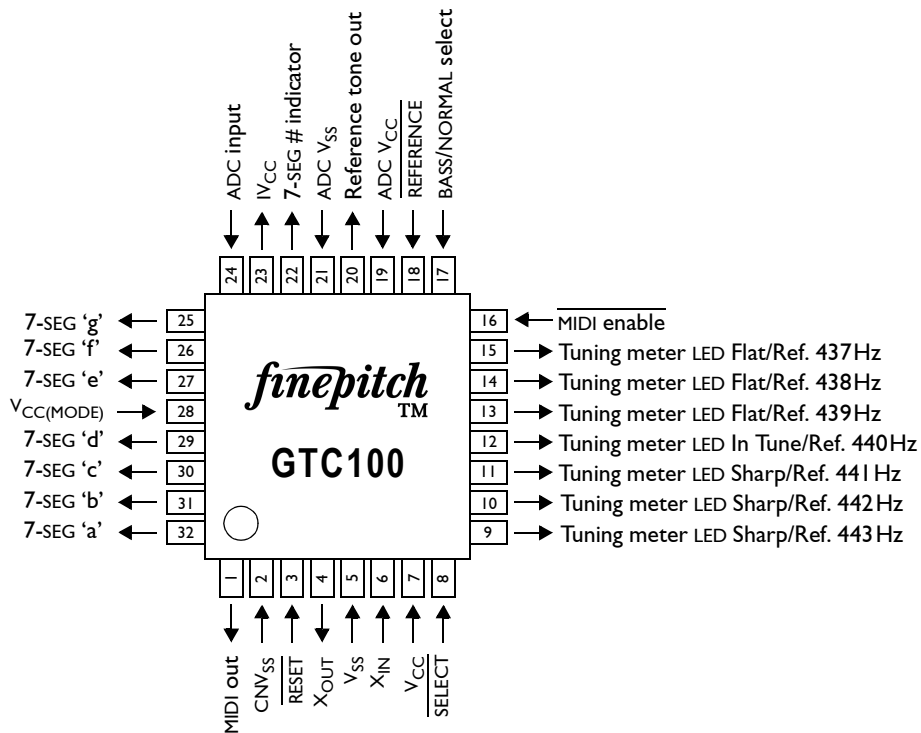 ADC input
IVCC
7-SEG # indicator
ADC VSS
Reference tone out
ADC VCC
REFERENCE
BASS/NORMAL select
24 23 22 21 20 19 18 17
7-SEG ‘g’ 25
7-SEG ‘f’ 26
7-SEG ‘e’ 27
VCC(MODE) 28
7-SEG ‘d’ 29
7-SEG ‘c’ 30
7-SEG ‘b’ 31
7-SEG ‘a’ 32
finepitch
TM
GTC100
16 MIDI enable
15 Tuning meter LED Flat/Ref. 437Hz
14 Tuning meter LED Flat/Ref. 438Hz
13 Tuning meter LED Flat/Ref. 439Hz
12 Tuning meter LED In Tune/Ref. 440Hz
11 Tuning meter LED Sharp/Ref. 441Hz
10 Tuning meter LED Sharp/Ref. 442Hz
9 Tuning meter LED Sharp/Ref. 443Hz
1 2 3 4 5 6 7 8
MIDI out
CNVSS
RESET
XOUT
VSS
XIN
VCC
SELECT